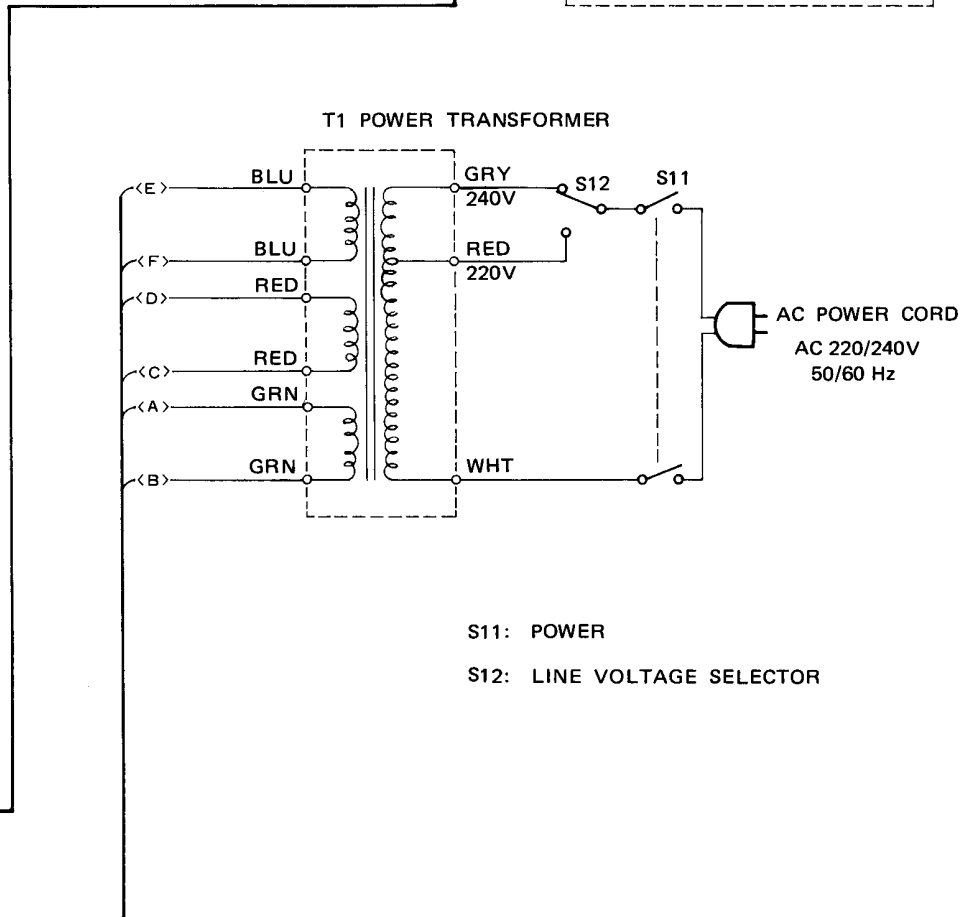 T1 POWER TRANSFORMER
<E> BLU GRY S12 S11
240V
<F> BLU RED
220V
<D> RED
AC POWER CORD
AC 220/240V
50/60 Hz
<C> RED
<A> GRN
<B> GRN WHT
S11: POWER
S12: LINE VOLTAGE SELECTOR